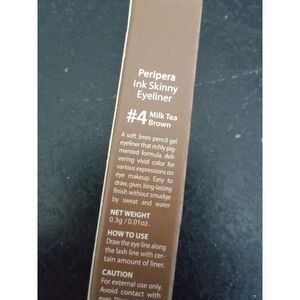 Peripera
Ink Skinny
Eyeliner
#4 Milk Tea
Brown
A soft 3mm pencil gel
eyeliner that richly pig-
mented formula, deli-
vering vivid color for
various expressions on
eye makeup. Easy to
draw, gives long-lasting
finish without smudge
by sweat and water
NET WEIGHT
0.3g / 0.01oz.
HOW TO USE
Draw the eye line along
the lash line with cer-
tain amount of liner.
CAUTION
For external use only.
Avoid contact with